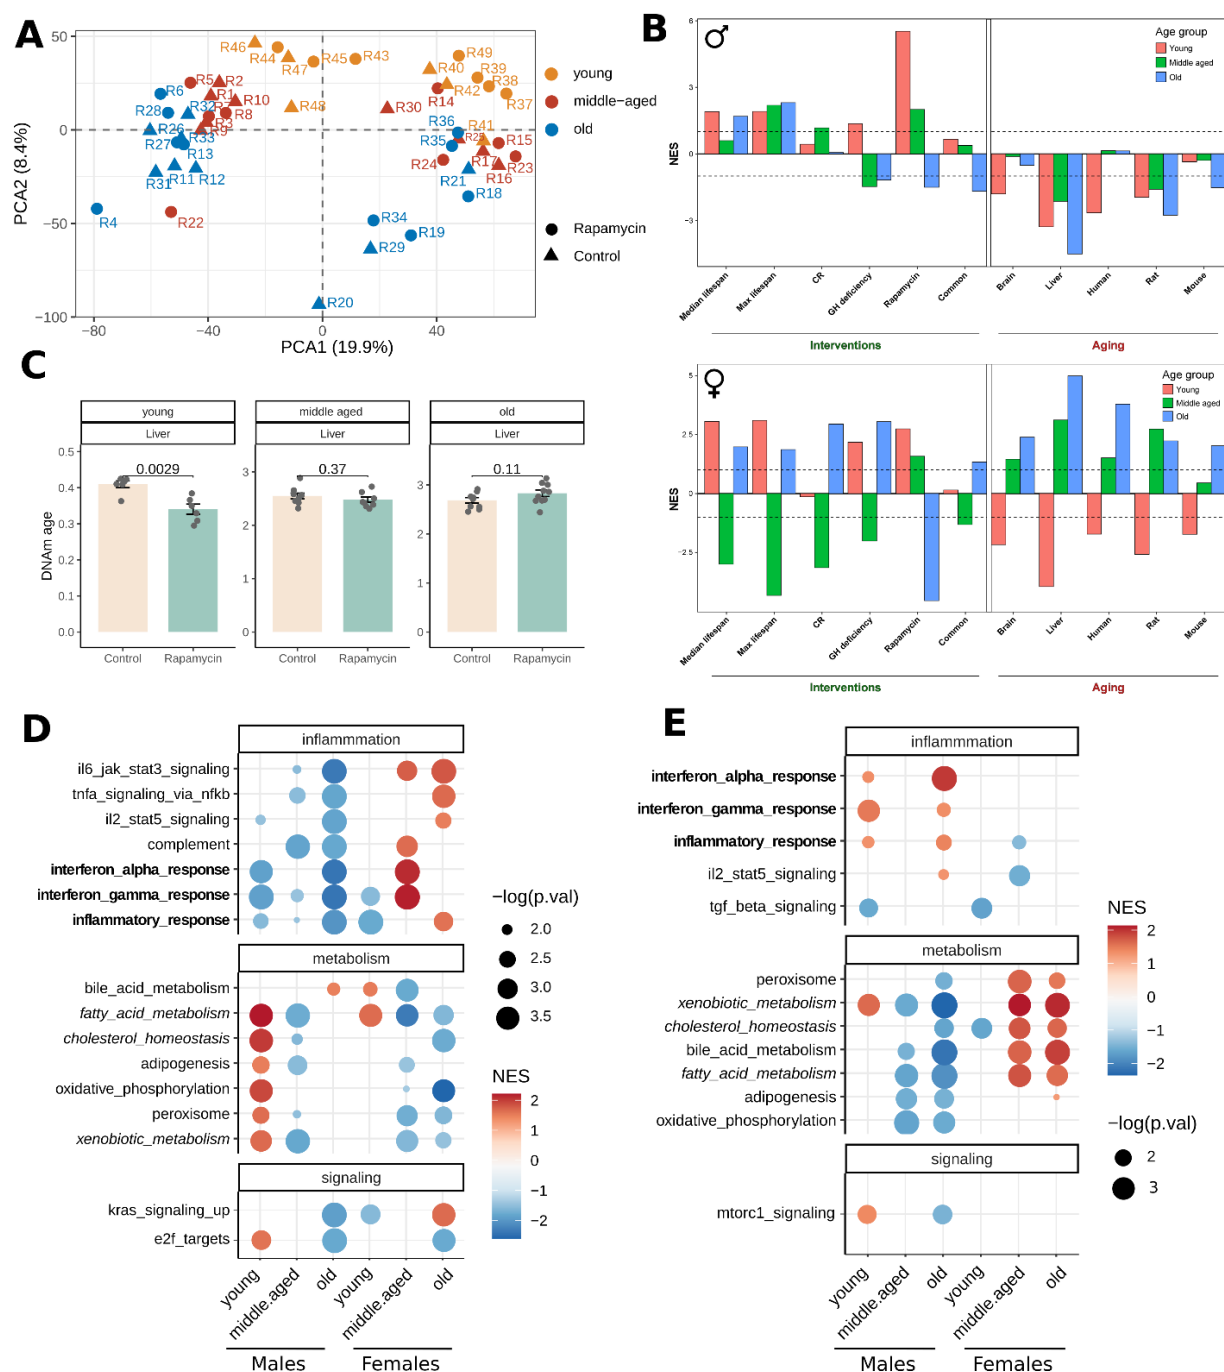 A
PCA2 (8.4%)
50
0
−50
−100
−80
−40
0
40
PCA1 (19.9%)
R46
R44
R47
R45
R43
R48
R49
R40
R39
R42
R38
R37
R14
R30
R36
R41
R35
R25
R15
R24
R17
R23
R16
R21
R18
R34
R19
R29
R20
R6
R5
R2
R1
R10
R28
R32
R7
R8
R3
R26
R9
R33
R27
R13
R31
R11
R12
R4
R22
young
middle-aged
old
Rapamycin
Control
B
♂
NES
6
3
0
−3
Age group
Young
Middle aged
Old
Median lifespan
Max lifespan
CR
GH deficiency
Rapamycin
Common
Brain
Liver
Human
Rat
Mouse
Interventions
Aging
♀
NES
5
2.5
0
−2.5
Age group
Young
Middle aged
Old
Median lifespan
Max lifespan
CR
GH deficiency
Rapamycin
Common
Brain
Liver
Human
Rat
Mouse
Interventions
Aging
C
DNAm age
young
Liver
0.0029
0.5
0.4
0.3
0.2
0.1
0.0
Control
Rapamycin
middle aged
Liver
0.37
3
2
1
0
Control
Rapamycin
old
Liver
0.11
3
2
1
0
Control
Rapamycin
D
inflammmation
il6_jak_stat3_signaling
tnfa_signaling_via_nfkb
il2_stat5_signaling
complement
interferon_alpha_response
interferon_gamma_response
inflammatory_response
metabolism
bile_acid_metabolism
fatty_acid_metabolism
cholesterol_homeostasis
adipogenesis
oxidative_phosphorylation
peroxisome
xenobiotic_metabolism
signaling
kras_signaling_up
e2f_targets
young
middle.aged
old
young
middle.aged
old
Males
Females
−log(p.val)
2.0
2.5
3.0
3.5
NES
2
1
0
−1
−2
E
inflammmation
interferon_alpha_response
interferon_gamma_response
inflammatory_response
il2_stat5_signaling
tgf_beta_signaling
metabolism
peroxisome
xenobiotic_metabolism
cholesterol_homeostasis
bile_acid_metabolism
fatty_acid_metabolism
adipogenesis
oxidative_phosphorylation
signaling
mtorc1_signaling
young
middle.aged
old
young
middle.aged
old
Males
Females
NES
2
1
0
−1
−2
−log(p.val)
2
3